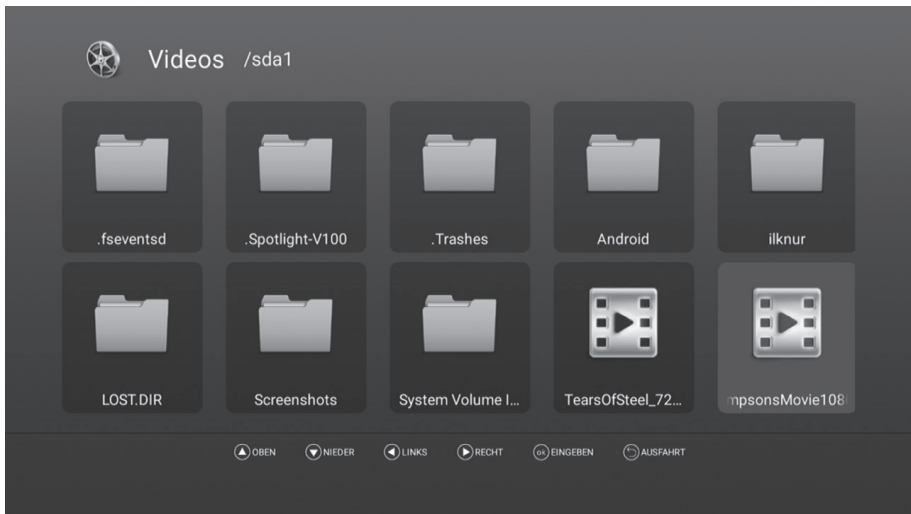 Videos /sda1
.fseventsd .Spotlight-V100 .Trashes Android ilknur
LOST.DIR Screenshots System Volume I... TearsOfSteel_72... mpsonsMovie108
OBEN NIEDER LINKS RECHT ok EINGEBEN AUSFAHRT